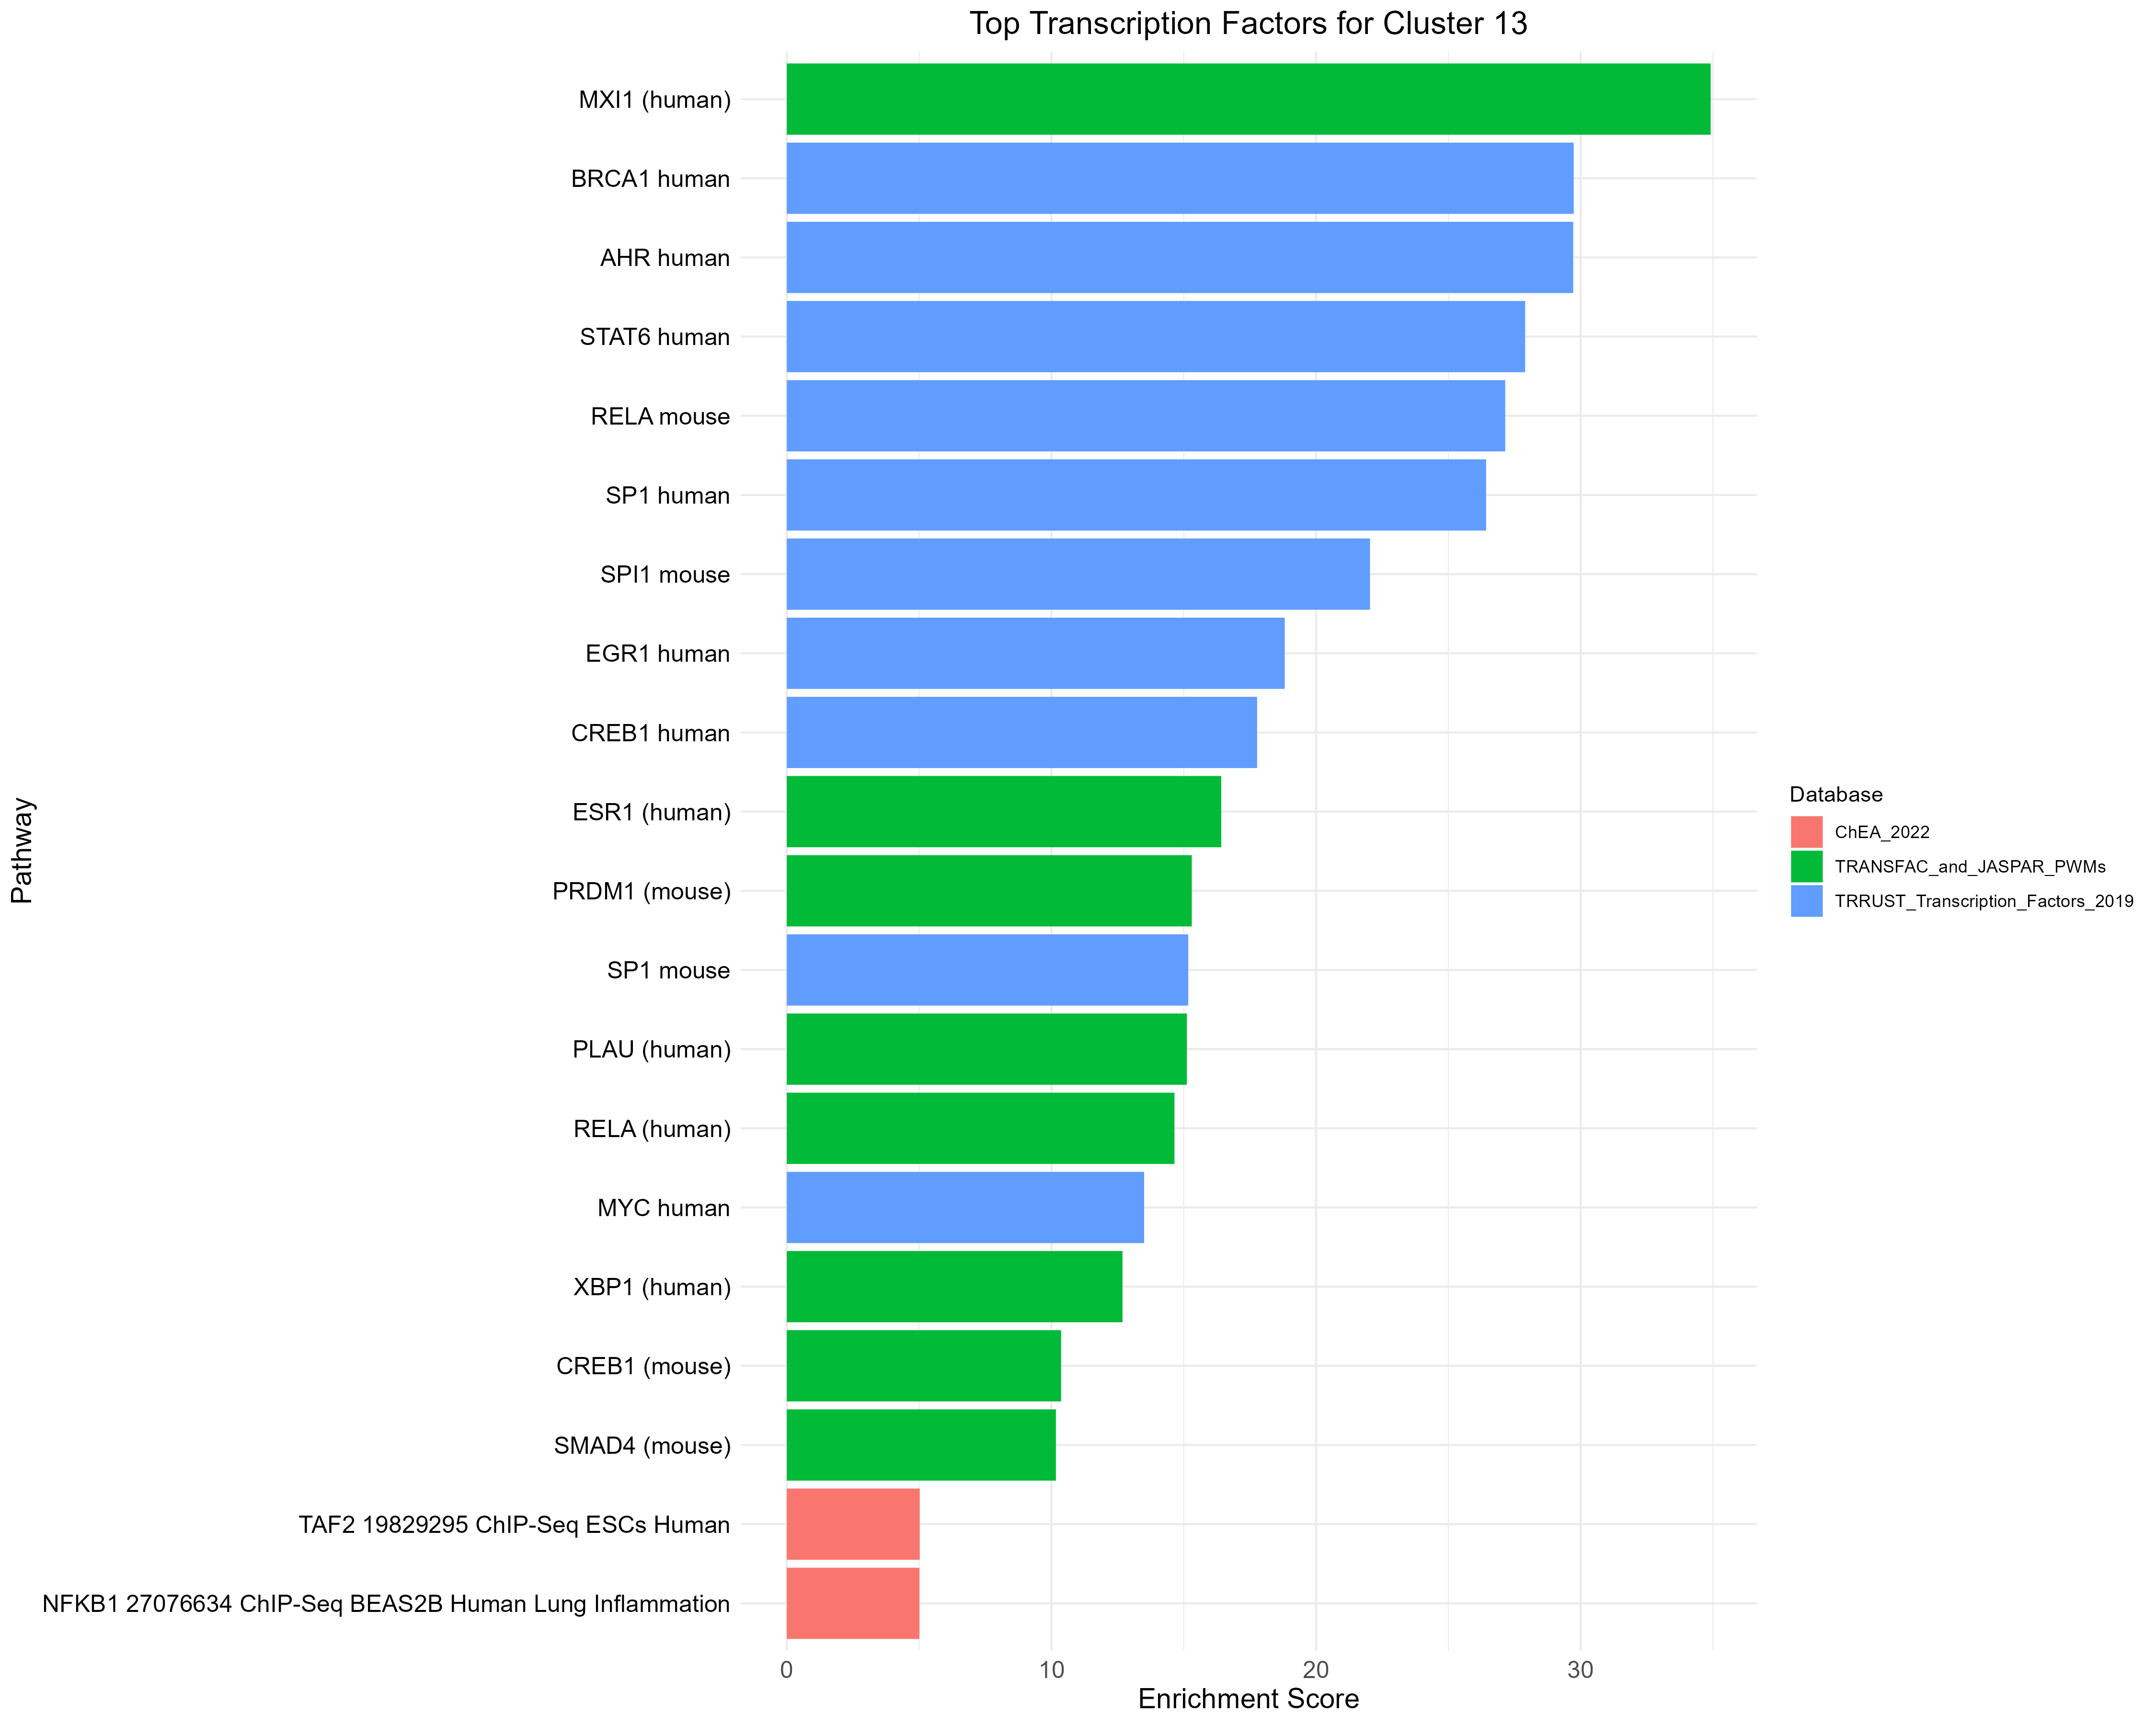 Top Transcription Factors for Cluster 13
Pathway
MXI1 (human)
BRCA1 human
AHR human
STAT6 human
RELA mouse
SP1 human
SPI1 mouse
EGR1 human
CREB1 human
ESR1 (human)
PRDM1 (mouse)
SP1 mouse
PLAU (human)
RELA (human)
MYC human
XBP1 (human)
CREB1 (mouse)
SMAD4 (mouse)
TAF2 19829295 ChIP-Seq ESCs Human
NFKB1 27076634 ChIP-Seq BEAS2B Human Lung Inflammation
0 10 20 30
Enrichment Score
Database
ChEA_2022
TRANSFAC_and_JASPAR_PWMs
TRRUST_Transcription_Factors_2019